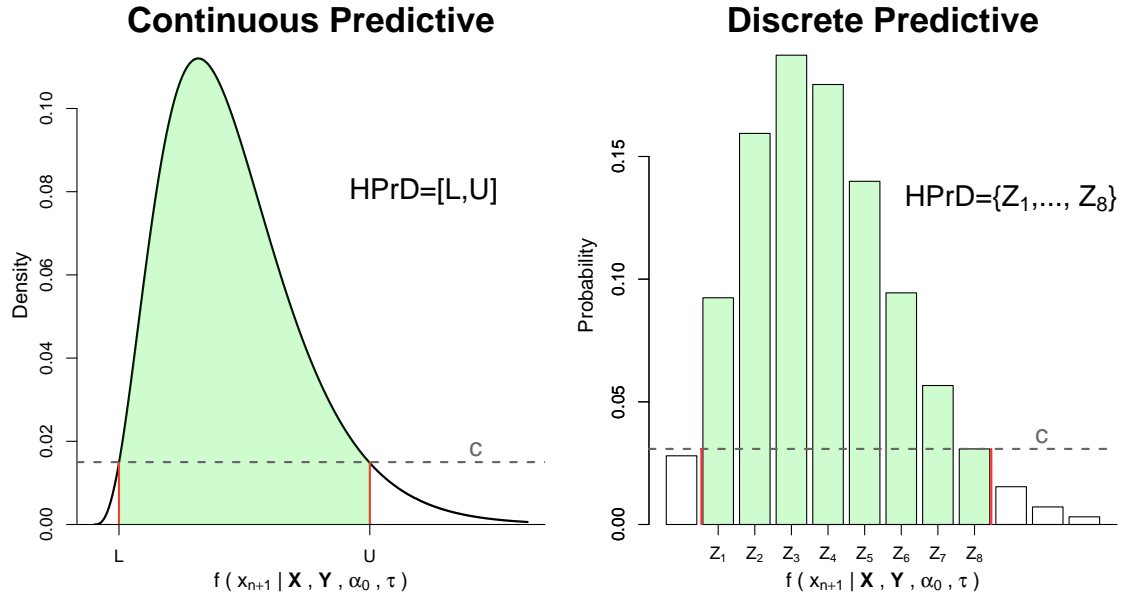 Continuous Predictive
Density
0.00
0.02
0.04
0.06
0.08
0.10
HPrD=[L,U]
c
L
U
f ( xₙ₊₁ | X , Y , α₀ , τ )
Discrete Predictive
Probability
0.00
0.05
0.10
0.15
HPrD={Z₁,..., Z₈}
c
Z₁ Z₂ Z₃ Z₄ Z₅ Z₆ Z₇ Z₈
f ( xₙ₊₁ | X , Y , α₀ , τ )